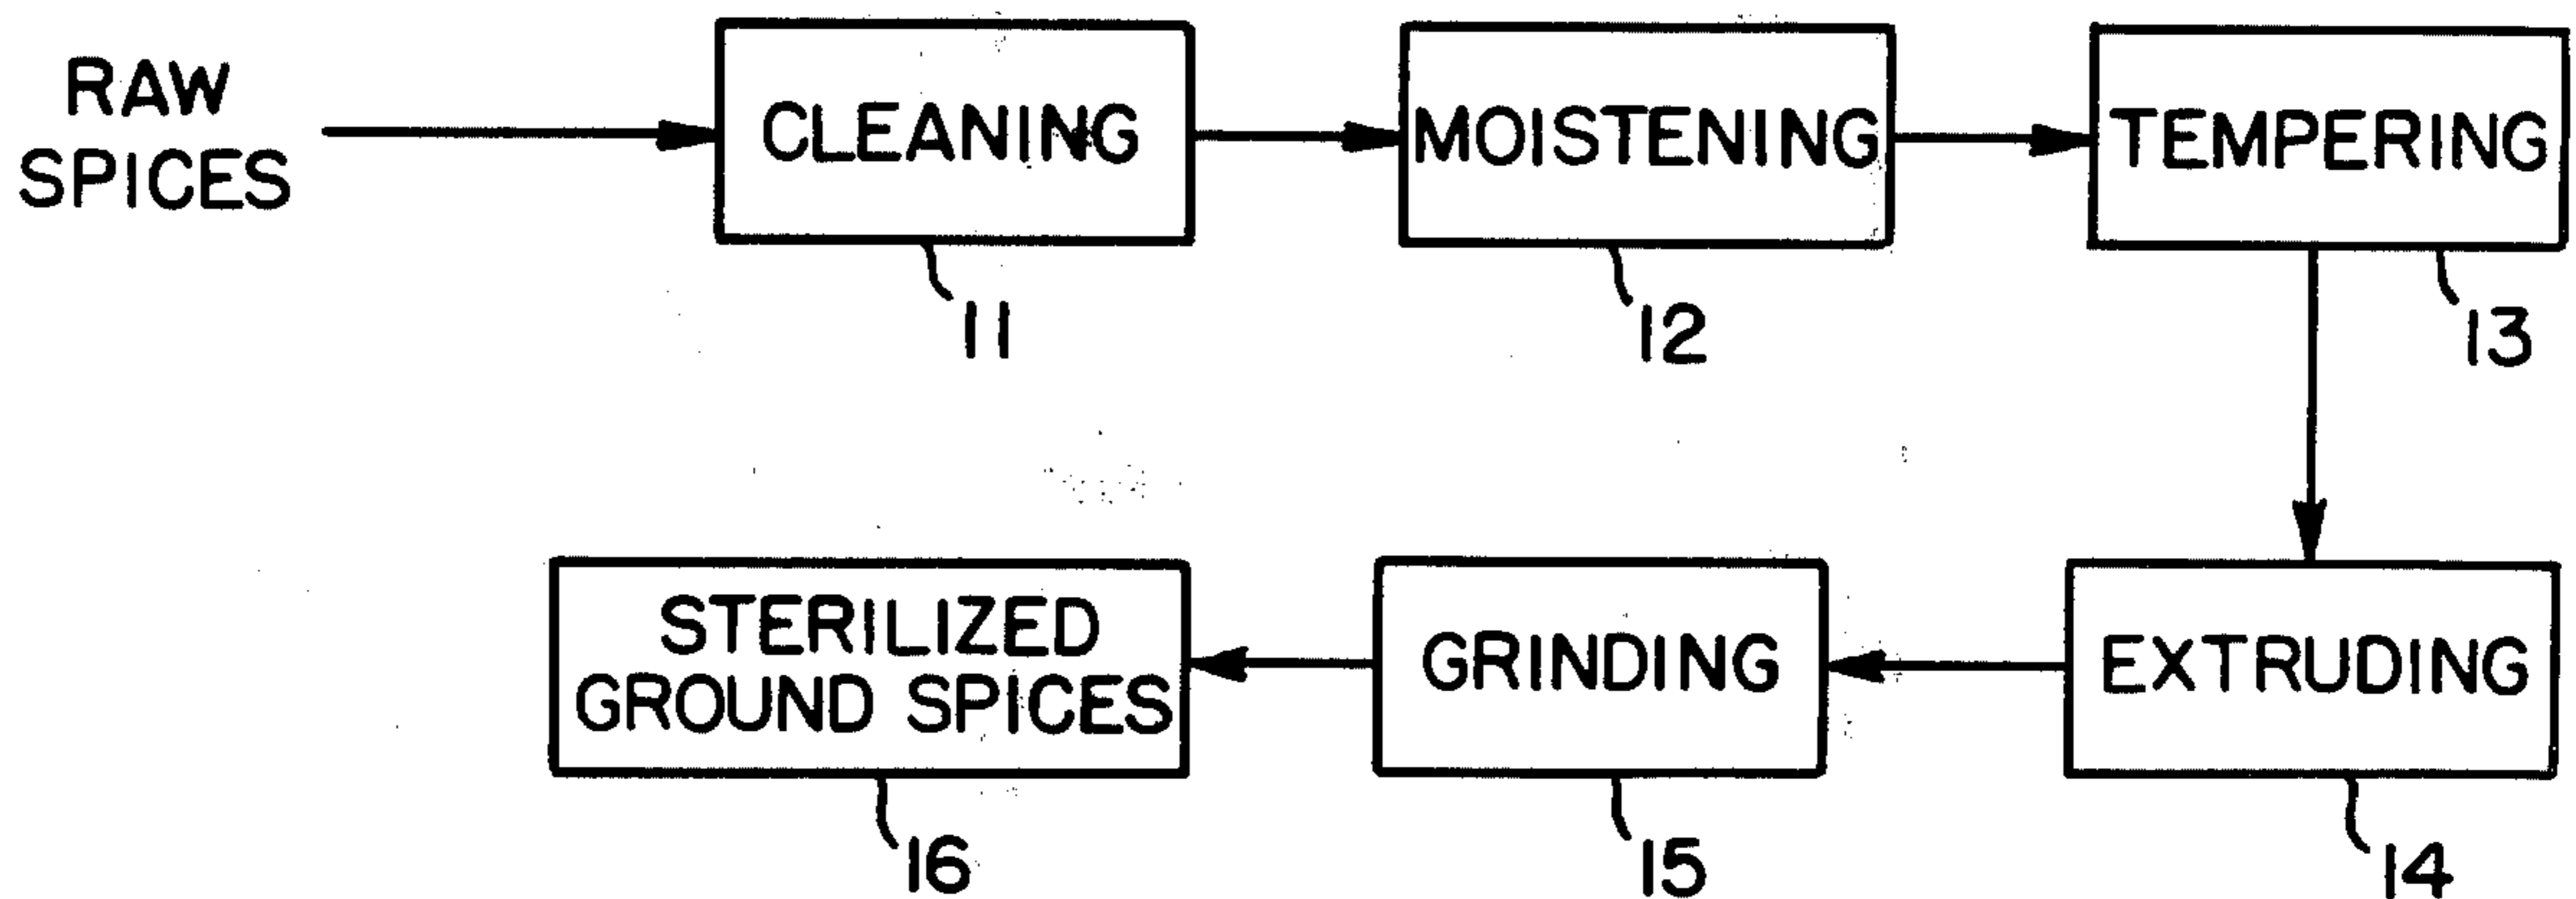 RAW
SPICES
CLEANING
11
MOISTENING
12
TEMPERING
13
EXTRUDING
14
GRINDING
15
STERILIZED
GROUND SPICES
16